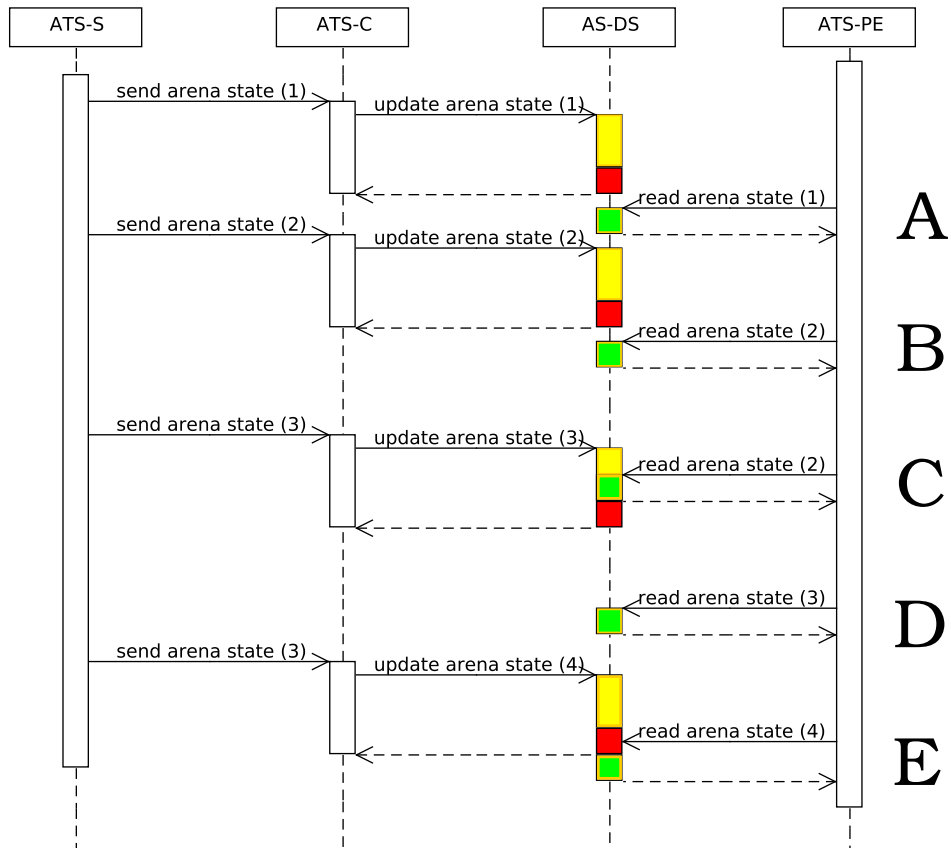 ATS-S ATS-C AS-DS ATS-PE
send arena state (1)
update arena state (1)
read arena state (1)
A
send arena state (2)
update arena state (2)
read arena state (2)
B
send arena state (3)
update arena state (3)
read arena state (2)
C
read arena state (3)
D
send arena state (3)
update arena state (4)
read arena state (4)
E